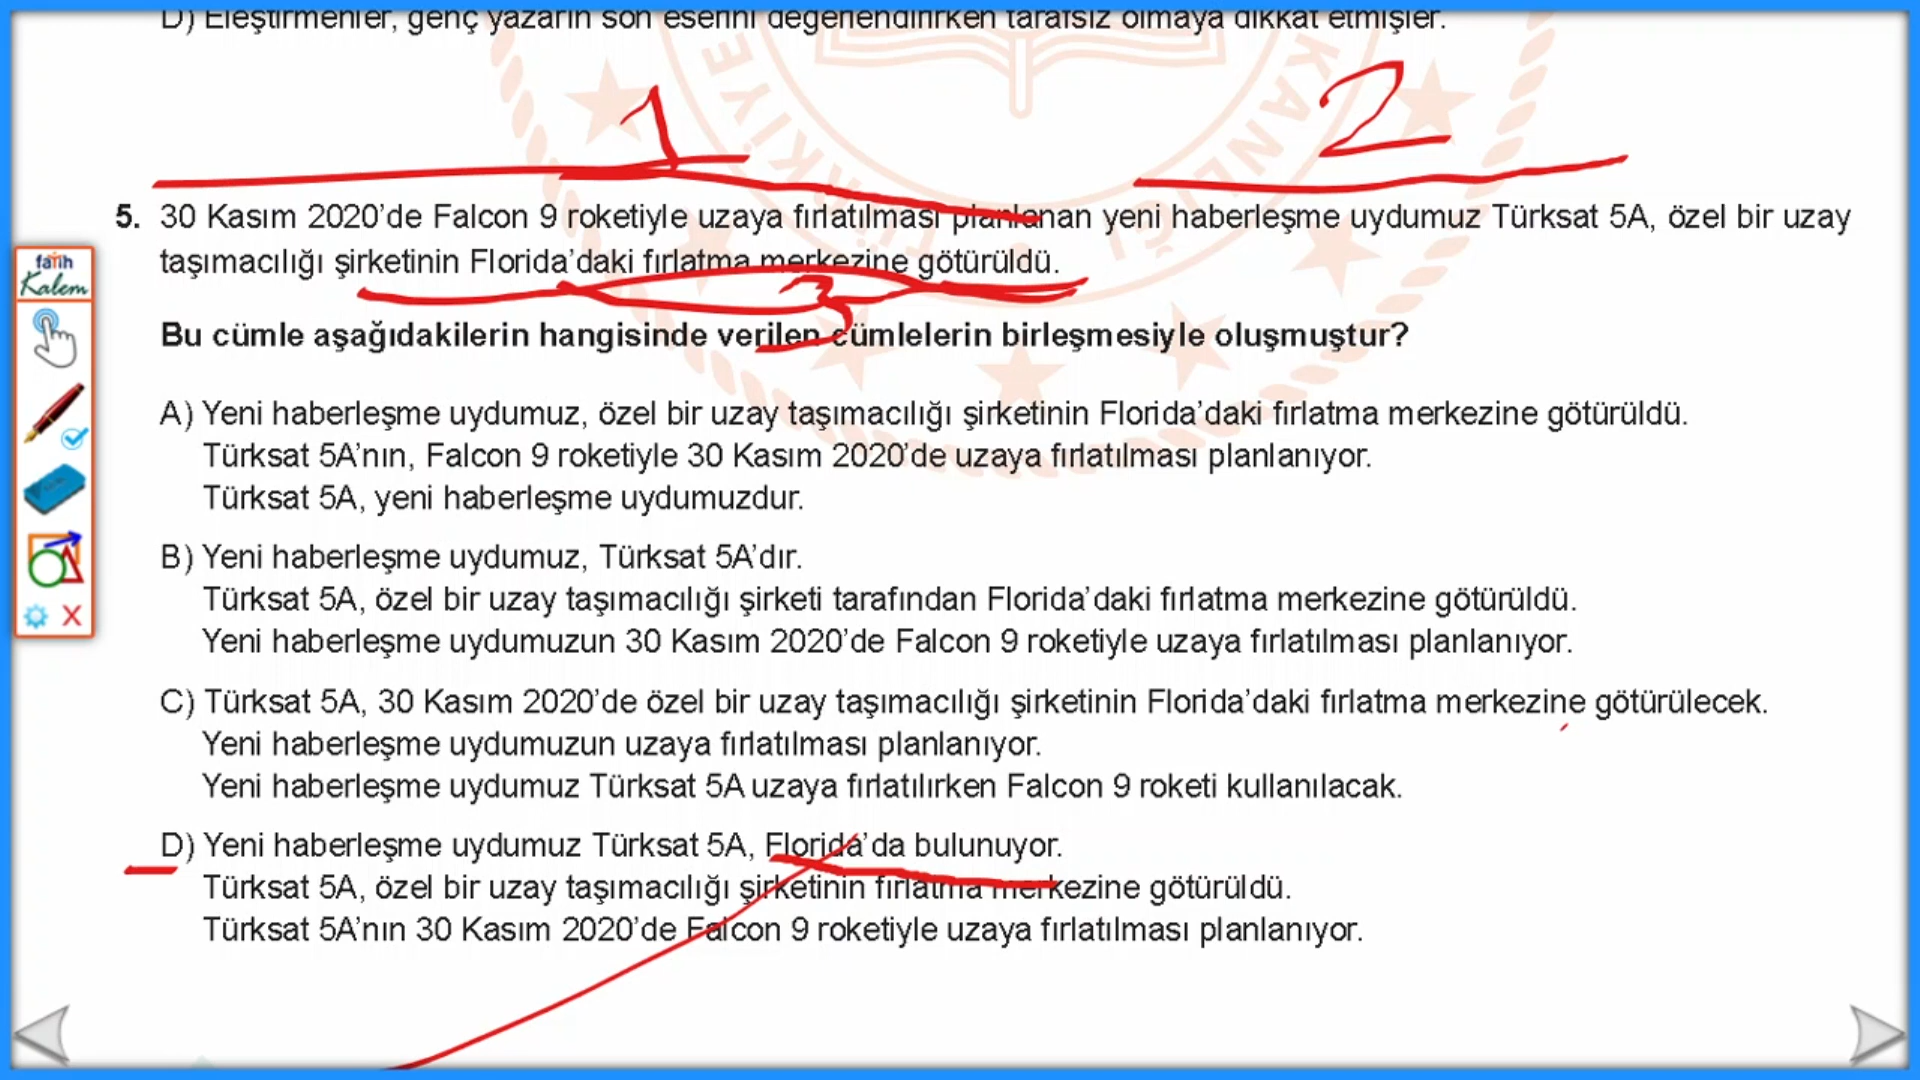 D) Eleştirmenler, genç yazarın son eserini değerlendirirken tarafsız olmaya dikkat etmişler.
1
2
TÜRKİYE
KANLIĞI
5. 30 Kasım 2020'de Falcon 9 roketiyle uzaya fırlatılması planlanan yeni haberleşme uydumuz Türksat 5A, özel bir uzay
taşımacılığı şirketinin Florida'daki fırlatma merkezine götürüldü.
3
fatih
Kalem
Bu cümle aşağıdakilerin hangisinde verilen cümlelerin birleşmesiyle oluşmuştur?
A) Yeni haberleşme uydumuz, özel bir uzay taşımacılığı şirketinin Florida'daki fırlatma merkezine götürüldü.
Türksat 5A'nın, Falcon 9 roketiyle 30 Kasım 2020'de uzaya fırlatılması planlanıyor.
Türksat 5A, yeni haberleşme uydumuzdur.
B) Yeni haberleşme uydumuz, Türksat 5A'dır.
Türksat 5A, özel bir uzay taşımacılığı şirketi tarafından Florida'daki fırlatma merkezine götürüldü.
Yeni haberleşme uydumuzun 30 Kasım 2020'de Falcon 9 roketiyle uzaya fırlatılması planlanıyor.
C) Türksat 5A, 30 Kasım 2020'de özel bir uzay taşımacılığı şirketinin Florida'daki fırlatma merkezine götürülecek.
Yeni haberleşme uydumuzun uzaya fırlatılması planlanıyor.
Yeni haberleşme uydumuz Türksat 5A uzaya fırlatılırken Falcon 9 roketi kullanılacak.
D) Yeni haberleşme uydumuz Türksat 5A, Florida'da bulunuyor.
Türksat 5A, özel bir uzay taşımacılığı şirketinin fırlatma merkezine götürüldü.
Türksat 5A'nın 30 Kasım 2020'de Falcon 9 roketiyle uzaya fırlatılması planlanıyor.